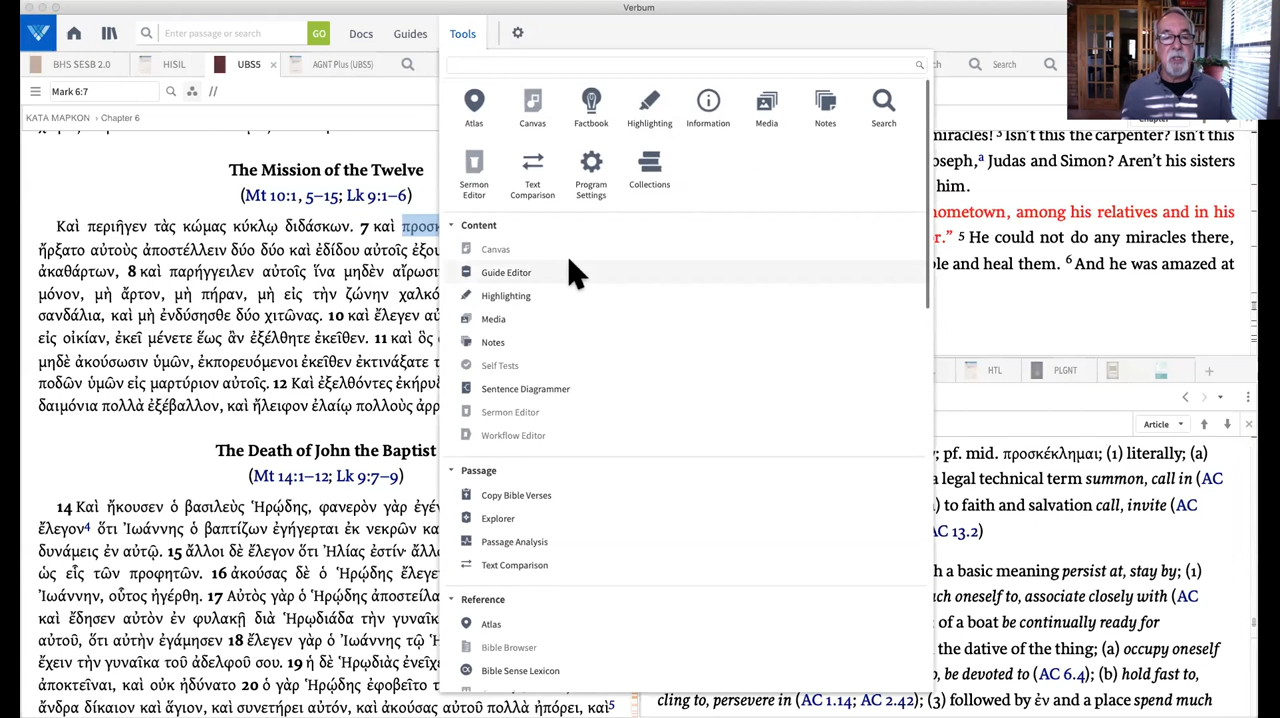 Verbum
Enter passage or search GO Docs Guides Tools
BHS SESB 2.0 HISIL UBS5 AGNT Plus (UBS5)
Search
Mark 6:7
ΚΑΤΑ ΜΑΡΚΟΝ › Chapter 6
The Mission of the Twelve
(Mt 10:1, 5–15; Lk 9:1–6)
Καὶ περιῆγεν τὰς κώμας κύκλῳ διδάσκων. 7 καὶ προσκ
ἤρξατο αὐτοὺς ἀποστέλλειν δύο δύο καὶ ἐδίδου αὐτοῖς ἐξου
ἀκαθάρτων, 8 καὶ παρήγγειλεν αὐτοῖς ἵνα μηδὲν αἴρωσι
μόνον, μὴ ἄρτον, μὴ πήραν, μὴ εἰς τὴν ζώνην χαλκό
σανδάλια, καὶ μὴ ἐνδύσησθε δύο χιτῶνας. 10 καὶ ἔλεγεν αὐ
εἰς οἰκίαν, ἐκεῖ μένετε ἕως ἂν ἐξέλθητε ἐκεῖθεν. 11 καὶ ὃς
μηδὲ ἀκούσωσιν ὑμῶν, ἐκπορευόμενοι ἐκεῖθεν ἐκτινάξατε τ
ποδῶν ὑμῶν εἰς μαρτύριον αὐτοῖς. 12 Καὶ ἐξελθόντες ἐκήρυ
δαιμόνια πολλὰ ἐξέβαλλον, καὶ ἤλειφον ἐλαίῳ πολλοὺς ἀρρ
The Death of John the Baptist
(Mt 14:1–12; Lk 9:7–9)
14 Καὶ ἤκουσεν ὁ βασιλεὺς Ἡρῴδης, φανερὸν γὰρ ἐγέ
ἔλεγον⁴ ὅτι Ἰωάννης ὁ βαπτίζων ἐγήγερται ἐκ νεκρῶν κα
δυνάμεις ἐν αὐτῷ. 15 ἄλλοι δὲ ἔλεγον ὅτι Ἠλίας ἐστίν· ἄλλ
ὡς εἷς τῶν προφητῶν. 16 ἀκούσας δὲ ὁ Ἡρῴδης ἔλεγε
Ἰωάννην, οὗτος ἠγέρθη. 17 Αὐτὸς γὰρ ὁ Ἡρῴδης ἀποστείλα
καὶ ἔδησεν αὐτὸν ἐν φυλακῇ διὰ Ἡρῳδιάδα τὴν γυναῖκ
αὐτοῦ, ὅτι αὐτὴν ἐγάμησεν 18 ἔλεγεν γὰρ ὁ Ἰωάννης τῷ
ἔχειν τὴν γυναῖκα τοῦ ἀδελφοῦ σου. 19 ἡ δὲ Ἡρῳδιὰς ἐνεῖχε
ἀποκτεῖναι, καὶ οὐκ ἠδύνατο 20 ὁ γὰρ Ἡρῴδης ἐφοβεῖτο τ
ἄνδρα δίκαιον καὶ ἅγιον, καὶ συνετήρει αὐτόν, καὶ ἀκούσας αὐτοῦ πολλὰ ἠπόρει, καὶ⁵
Atlas Canvas Factbook Highlighting Information Media Notes Search
Sermon Editor Text Comparison Program Settings Collections
Content
Canvas
Guide Editor
Highlighting
Media
Notes
Self Tests
Sentence Diagrammer
Sermon Editor
Workflow Editor
Passage
Copy Bible Verses
Explorer
Passage Analysis
Text Comparison
Reference
Atlas
Bible Browser
Bible Sense Lexicon
miracles! ³ Isn't this the carpenter? Isn't this
oseph,ᵃ Judas and Simon? Aren't his sisters
him.
hometown, among his relatives and in his
r.” ⁵ He could not do any miracles there,
ple and heal them. ⁶ And he was amazed at
HTL PLGNT
Article
; pf. mid. προσκέκλημαι; (1) literally; (a)
a legal technical term summon, call in (AC
) to faith and salvation call, invite (AC
AC 13.2)
h a basic meaning persist at, stay by; (1)
ch oneself to, associate closely with (AC
of a boat be continually ready for
the dative of the thing; (a) occupy oneself
, be devoted to (AC 6.4); (b) hold fast to,
cling to, persevere in (AC 1.14; AC 2.42); (3) followed by ἐν and a place spend much